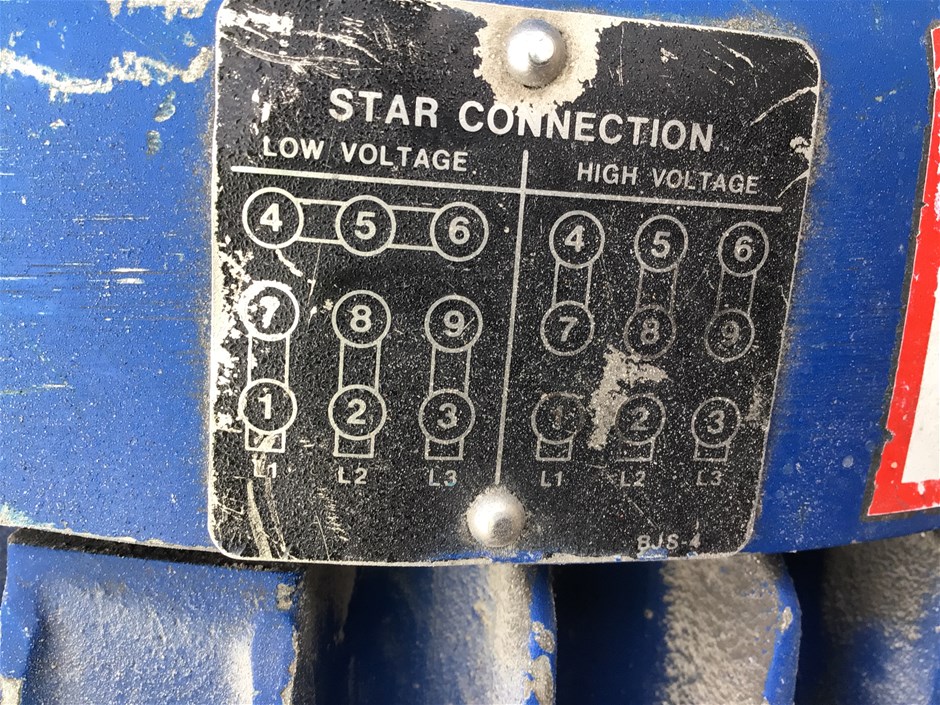 STAR CONNECTION
LOW VOLTAGE
4 5 6
7 8 9
1 2 3
L1 L2 L3
HIGH VOLTAGE
4 5 6
7 8 9
1 2 3
L1 L2 L3
BJS-4